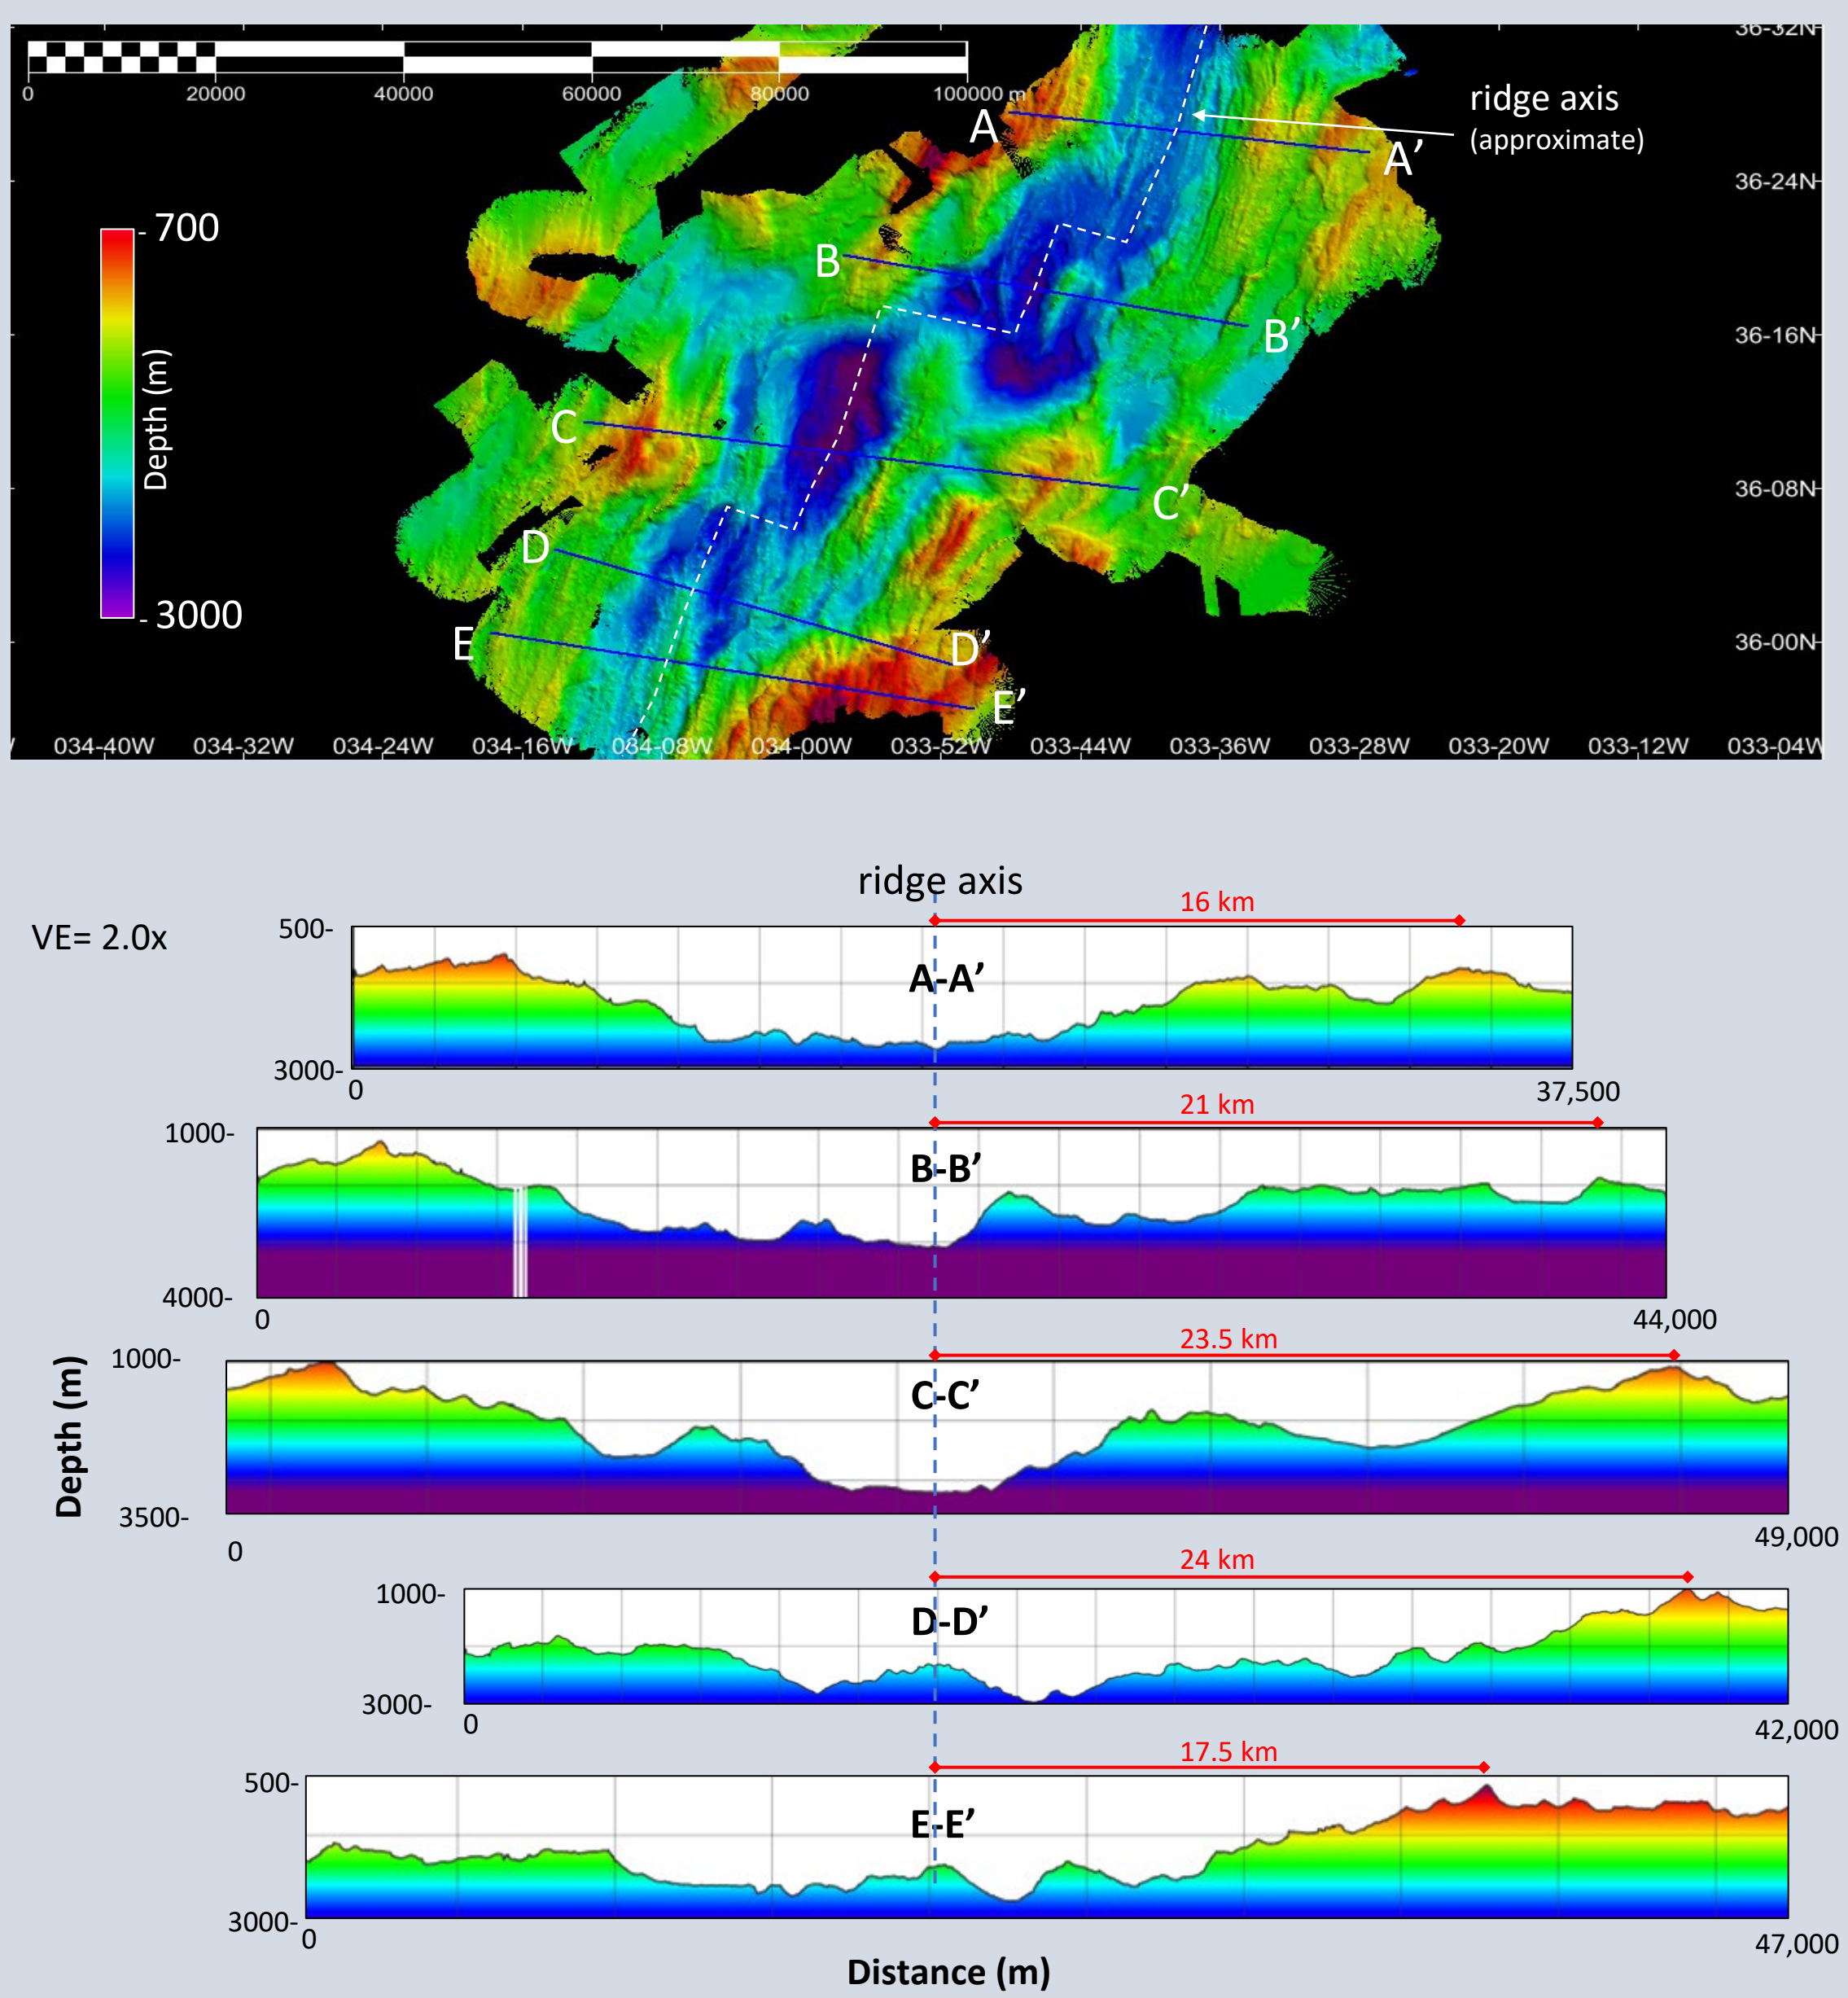 36-32N
0 20000 40000 60000 80000 100000 m
ridge axis
(approximate)
A
A’
36-24N
- 700
Depth (m)
- 3000
B
B’
36-16N
C
C’
36-08N
D
D’
36-00N
E
E’
034-40W 034-32W 034-24W 034-16W 034-08W 034-00W 033-52W 033-44W 033-36W 033-28W 033-20W 033-12W 033-04W
ridge axis
VE= 2.0x
16 km
500-
A-A’
3000-
0
37,500
21 km
1000-
B-B’
4000-
0
44,000
23.5 km
1000-
C-C’
Depth (m)
3500-
0
49,000
24 km
1000-
D-D’
3000-
0
42,000
17.5 km
500-
E-E’
3000-
0
47,000
Distance (m)